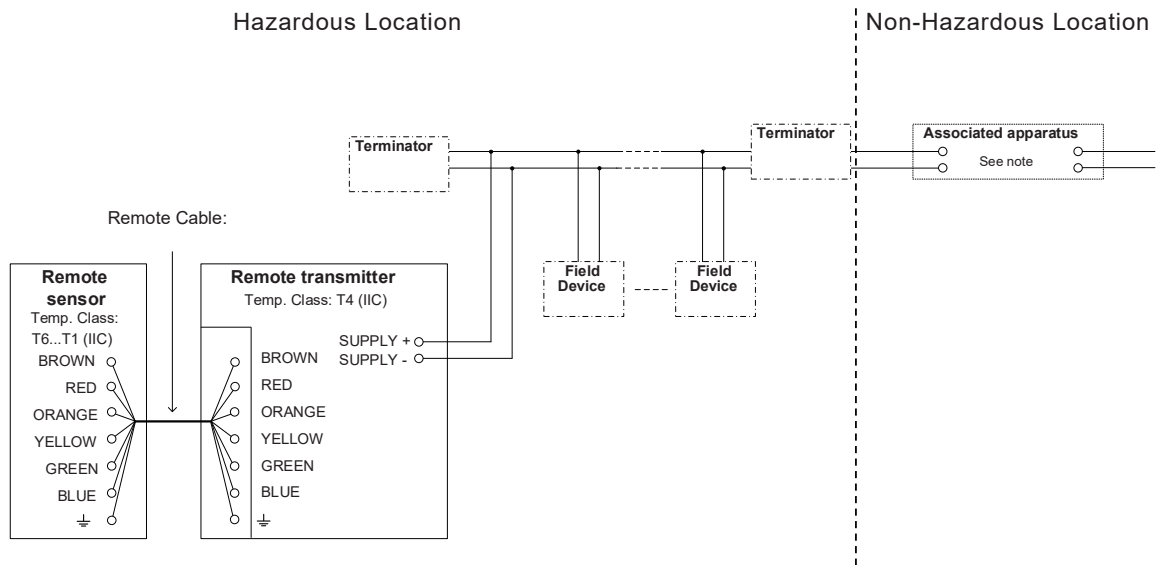 Hazardous Location
Non-Hazardous Location
Terminator
Terminator
Associated apparatus
See note
Remote Cable:
Remote
sensor
Temp. Class:
T6...T1 (IIC)
BROWN
RED
ORANGE
YELLOW
GREEN
BLUE
Remote transmitter
Temp. Class: T4 (IIC)
SUPPLY +
SUPPLY -
BROWN
RED
ORANGE
YELLOW
GREEN
BLUE
Field
Device
Field
Device